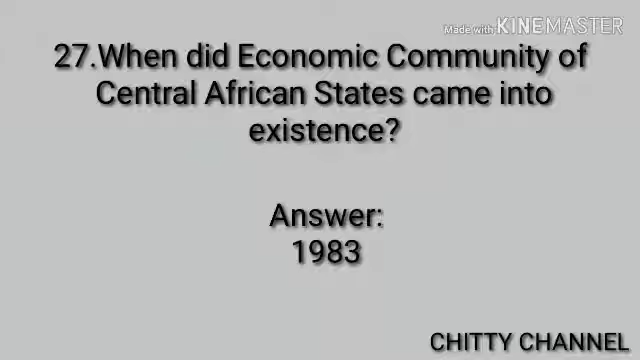 Made with KINEMASTER
27.When did Economic Community of
Central African States came into
existence?
Answer:
1983
CHITTY CHANNEL